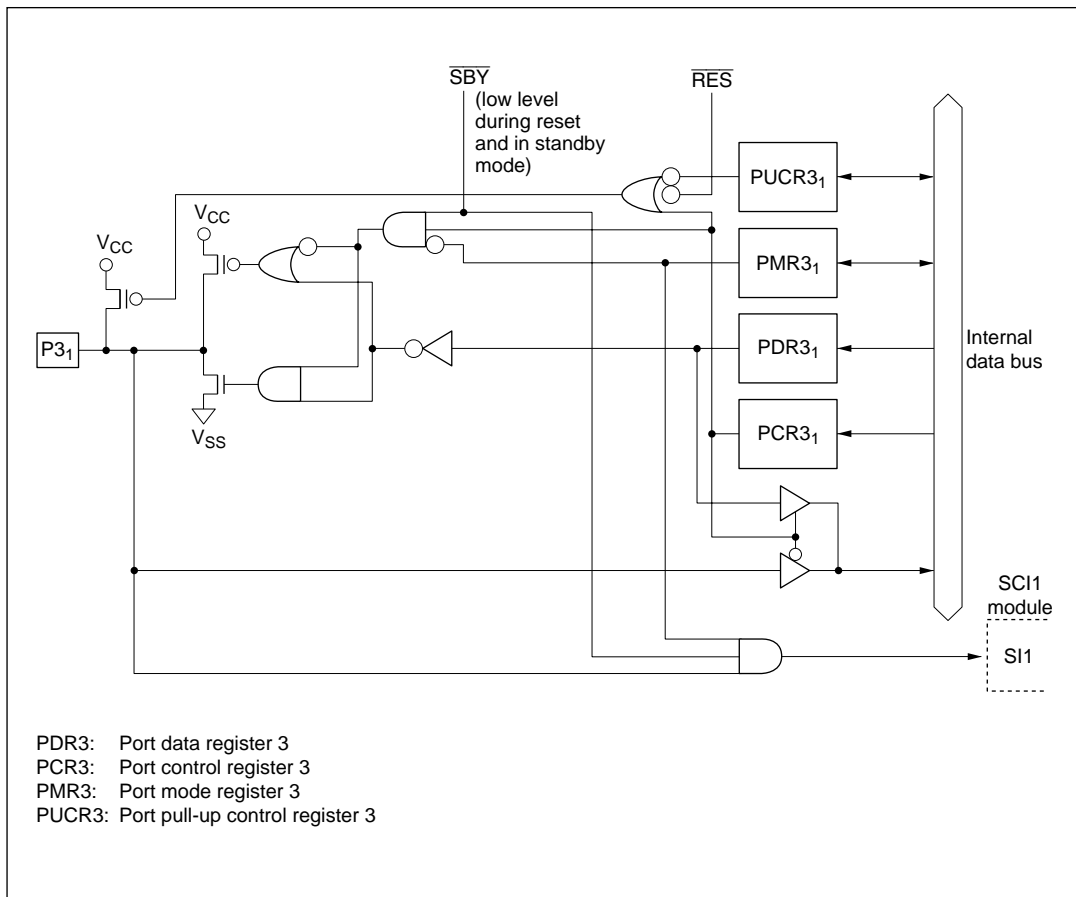 SBY
(low level
during reset
and in standby
mode)
RES
PUCR3₁
VCC
VCC
PMR3₁
P3₁
PDR3₁
Internal
data bus
VSS
PCR3₁
SCI1
module
SI1
PDR3: Port data register 3
PCR3: Port control register 3
PMR3: Port mode register 3
PUCR3: Port pull-up control register 3